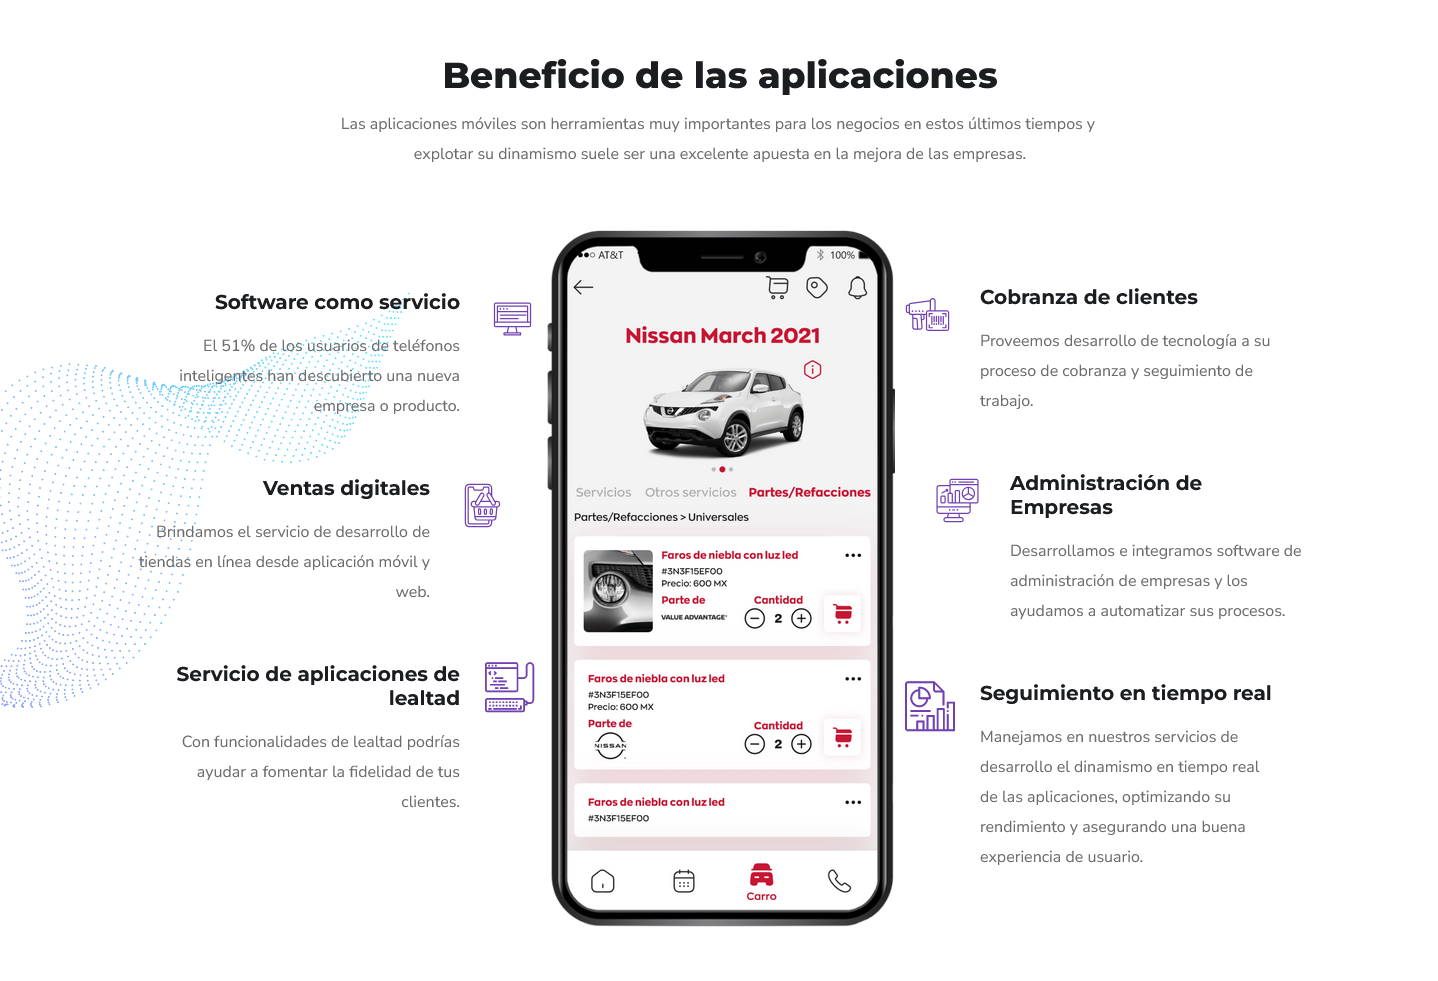 Beneficio de las aplicaciones
Las aplicaciones móviles son herramientas muy importantes para los negocios en estos últimos tiempos y
explotar su dinamismo suele ser una excelente apuesta en la mejora de las empresas.
Software como servicio
El 51% de los usuarios de teléfonos
inteligentes han descubierto una nueva
empresa o producto.
Ventas digitales
Brindamos el servicio de desarrollo de
tiendas en línea desde aplicación móvil y
web.
Servicio de aplicaciones de
lealtad
Con funcionalidades de lealtad podrías
ayudar a fomentar la fidelidad de tus
clientes.
AT&T 100%
Nissan March 2021
Servicios Otros servicios Partes/Refacciones
Partes/Refacciones > Universales
Faros de niebla con luz led
#3N3F15EF00
Precio: 600 MX
Parte de Cantidad
VALUE ADVANTAGE 2
Faros de niebla con luz led
#3N3F15EF00
Precio: 600 MX
Parte de Cantidad
NISSAN 2
Faros de niebla con luz led
#3N3F15EF00
Carro
Cobranza de clientes
Proveemos desarrollo de tecnología a su
proceso de cobranza y seguimiento de
trabajo.
Administración de
Empresas
Desarrollamos e integramos software de
administración de empresas y los
ayudamos a automatizar sus procesos.
Seguimiento en tiempo real
Manejamos en nuestros servicios de
desarrollo el dinamismo en tiempo real
de las aplicaciones, optimizando su
rendimiento y asegurando una buena
experiencia de usuario.